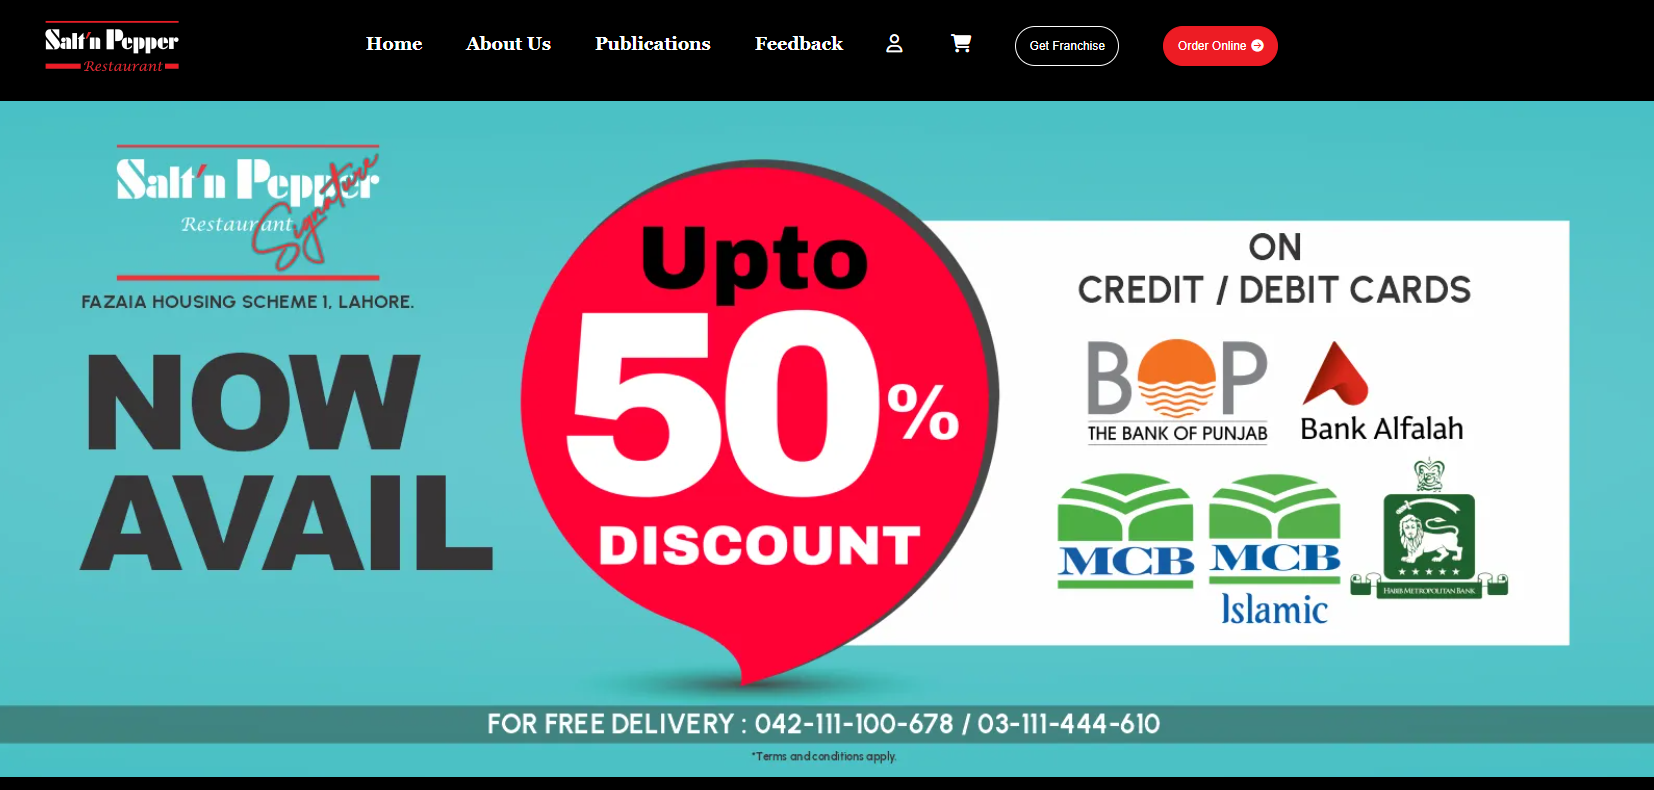 Salt'n Pepper
Restaurant
Home
About Us
Publications
Feedback
Get Franchise
Order Online
Salt'n Pepper
Restaurant
Signature
FAZAIA HOUSING SCHEME 1, LAHORE.
NOW
AVAIL
Upto
50%
DISCOUNT
ON
CREDIT / DEBIT CARDS
BOP
THE BANK OF PUNJAB
Bank Alfalah
MCB
MCB
Islamic
HABIB METROPOLITAN BANK
FOR FREE DELIVERY : 042-111-100-678 / 03-111-444-610
*Terms and conditions apply.